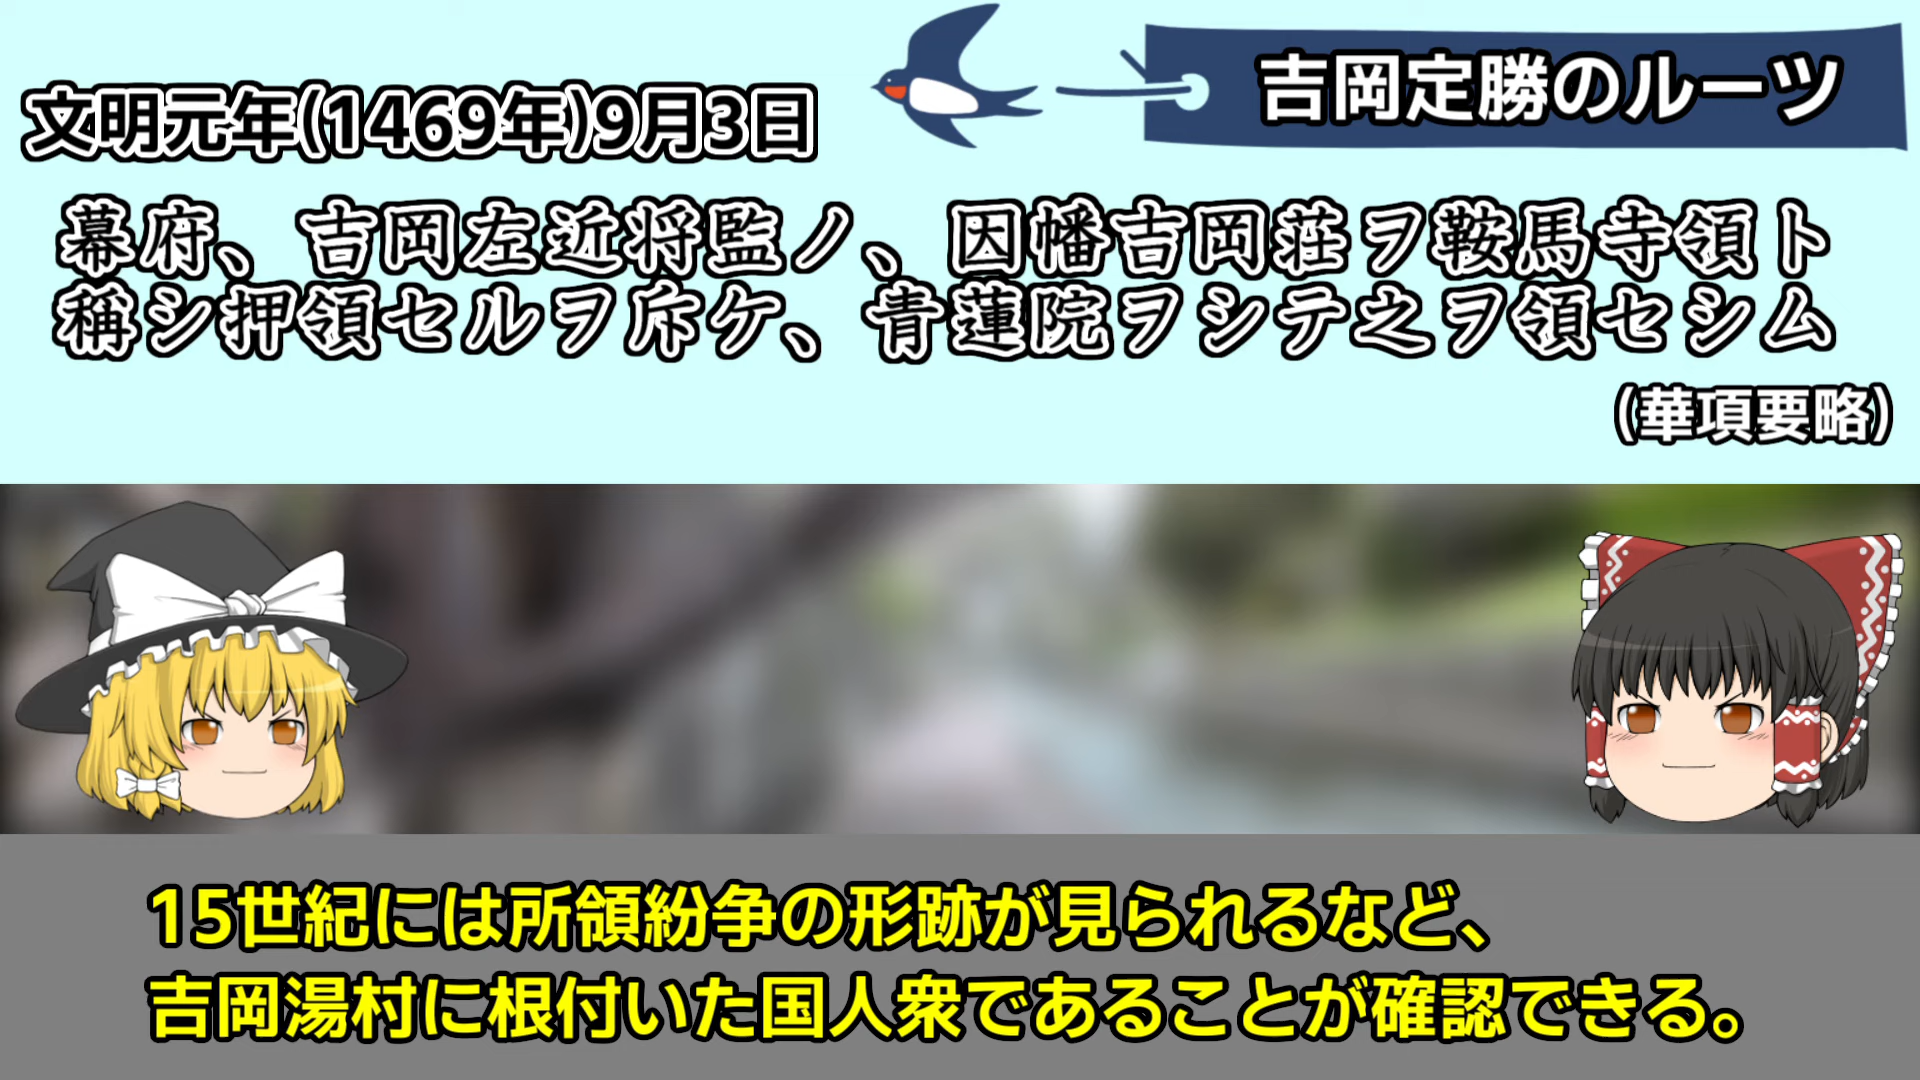 吉岡定勝のルーツ
文明元年(1469年)9月3日
幕府、吉岡左近将監ノ、因幡吉岡荘ヲ鞍馬寺領ト
稱シ押領セルヲ斥ケ、青蓮院ヲシテ之ヲ領セシム
(華項要略)
15世紀には所領紛争の形跡が見られるなど、
吉岡湯村に根付いた国人衆であることが確認できる。